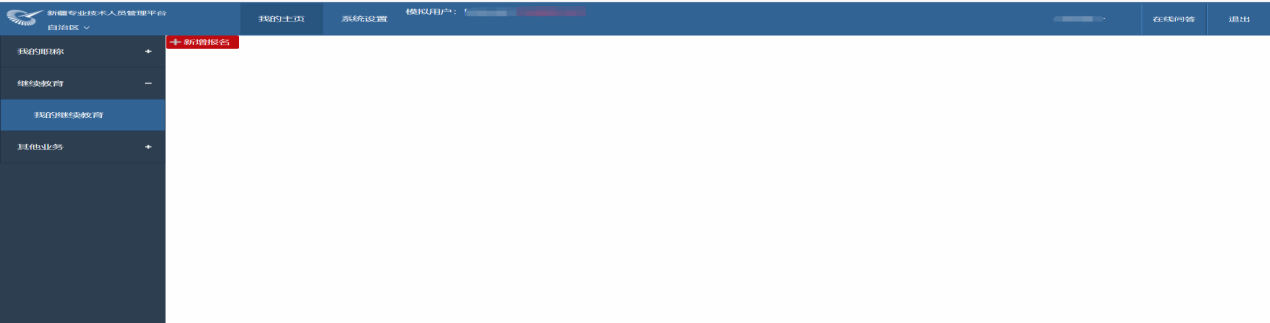 新疆专业技术人员管理平台
自治区
我的主页
系统设置
模拟用户：
在线问答
退出
我的职称
+
新增报名
继续教育
−
我的继续教育
其他业务
+